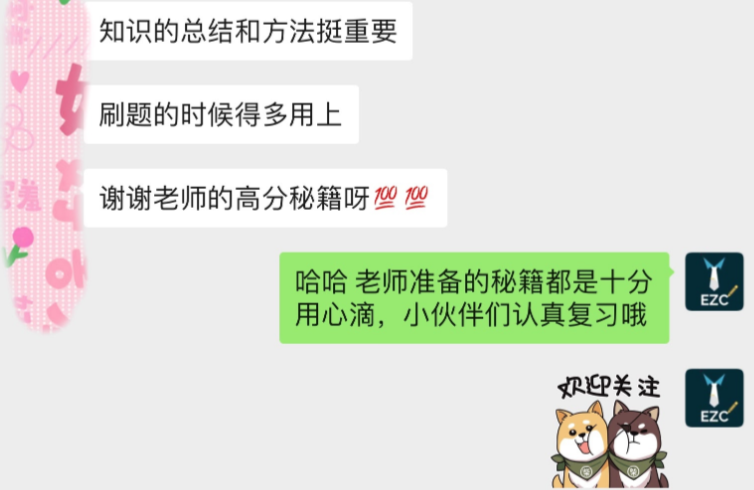 知识的总结和方法挺重要
刷题的时候得多用上
谢谢老师的高分秘籍呀💯💯
哈哈 老师准备的秘籍都是十分
用心滴，小伙伴们认真复习哦
EZC
欢迎关注
EZC